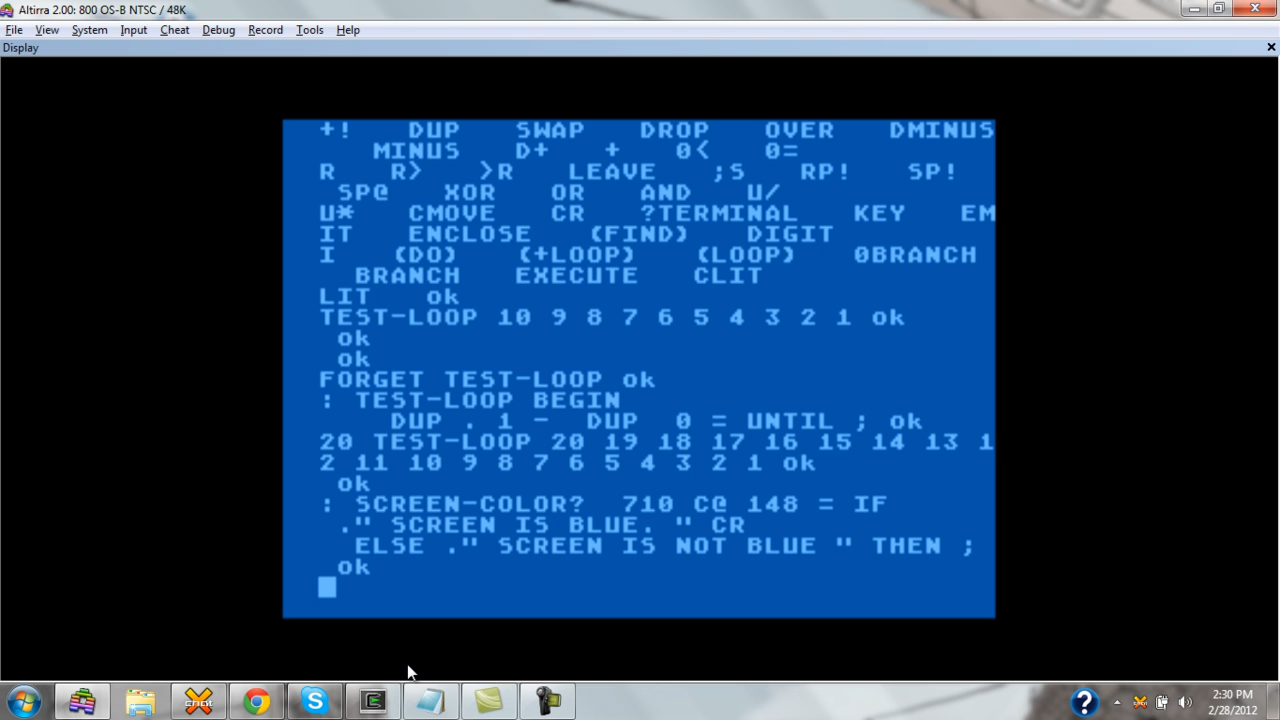 Altirra 2.00: 800 OS-B NTSC / 48K
File View System Input Cheat Debug Record Tools Help
Display
+! DUP SWAP DROP OVER DMINUS
MINUS D+ + 0< 0=
R R> >R LEAVE ;S RP! SP!
SP@ XOR OR AND U/
U* CMOVE CR ?TERMINAL KEY EM
IT ENCLOSE (FIND) DIGIT
I (DO) (+LOOP) (LOOP) 0BRANCH
BRANCH EXECUTE CLIT
LIT ok
TEST-LOOP 10 9 8 7 6 5 4 3 2 1 ok
ok
ok
FORGET TEST-LOOP ok
: TEST-LOOP BEGIN
DUP . 1 - DUP 0 = UNTIL ; ok
20 TEST-LOOP 20 19 18 17 16 15 14 13 1
2 11 10 9 8 7 6 5 4 3 2 1 ok
ok
: SCREEN-COLOR? 710 C@ 148 = IF
." SCREEN IS BLUE. " CR
ELSE ." SCREEN IS NOT BLUE " THEN ;
ok
2:30 PM
2/28/2012